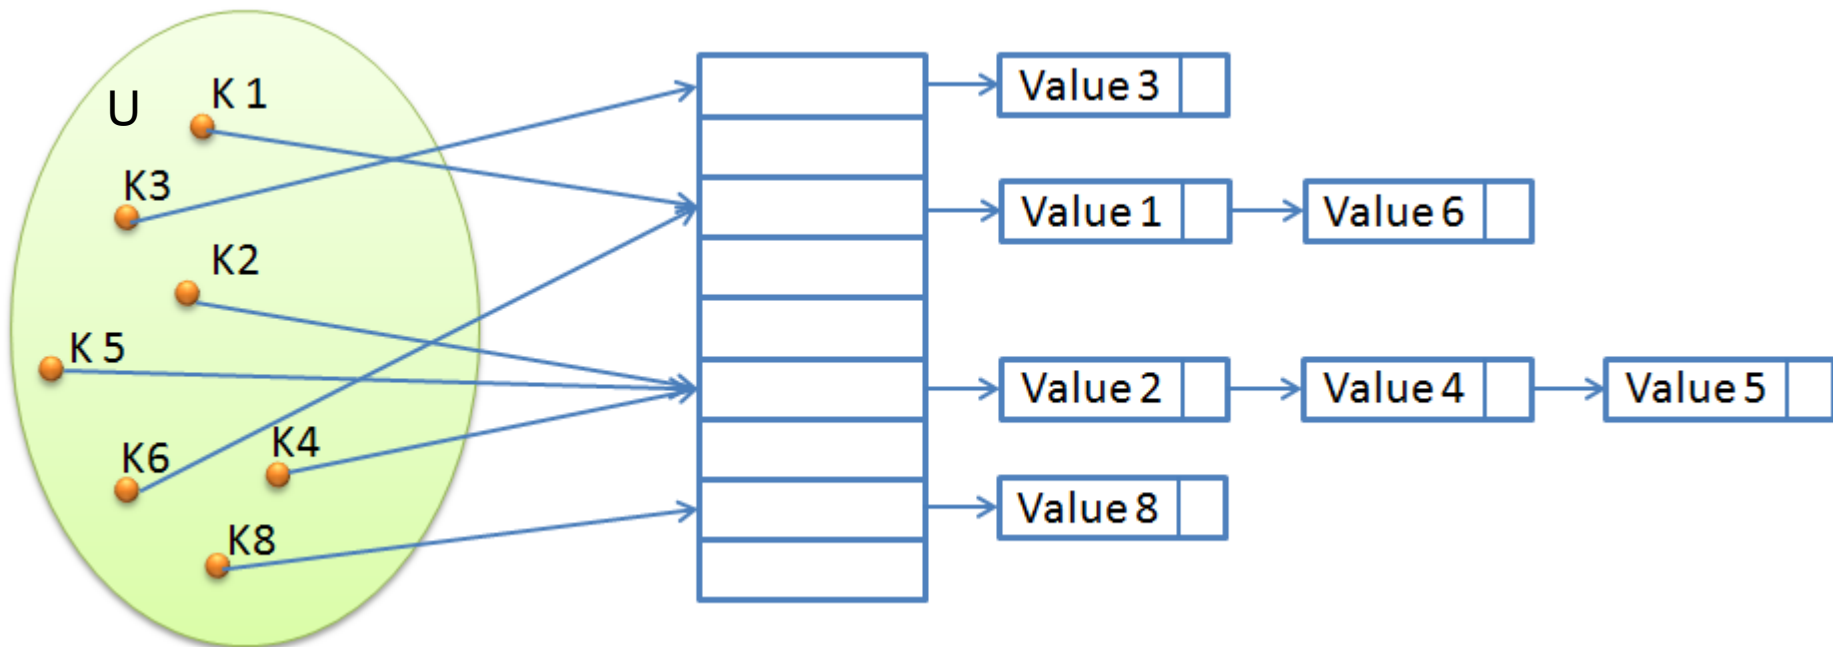 U
K 1
K3
K2
K 5
K6
K4
K8
Value 3
Value 1
Value 6
Value 2
Value 4
Value 5
Value 8